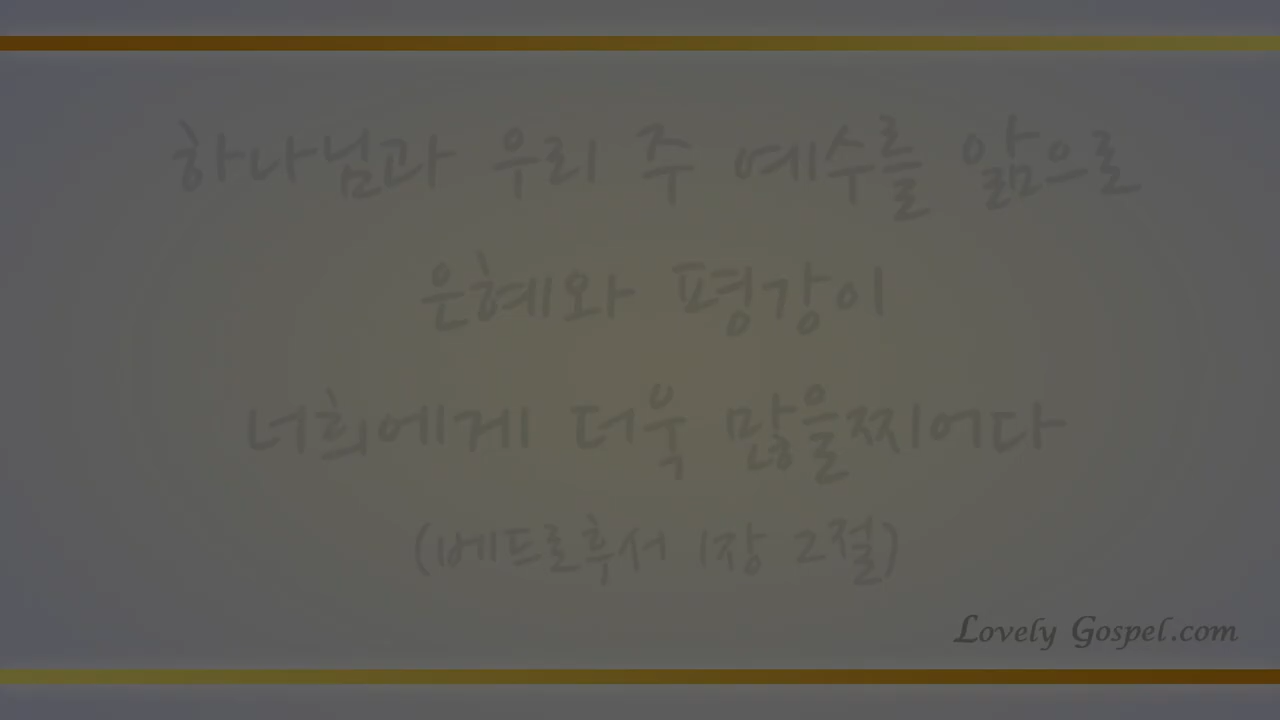 하나님과 우리 주 예수를 앎으로
은혜와 평강이
너희에게 더욱 많을찌어다
(베드로후서 1장 2절)
Lovely Gospel.com